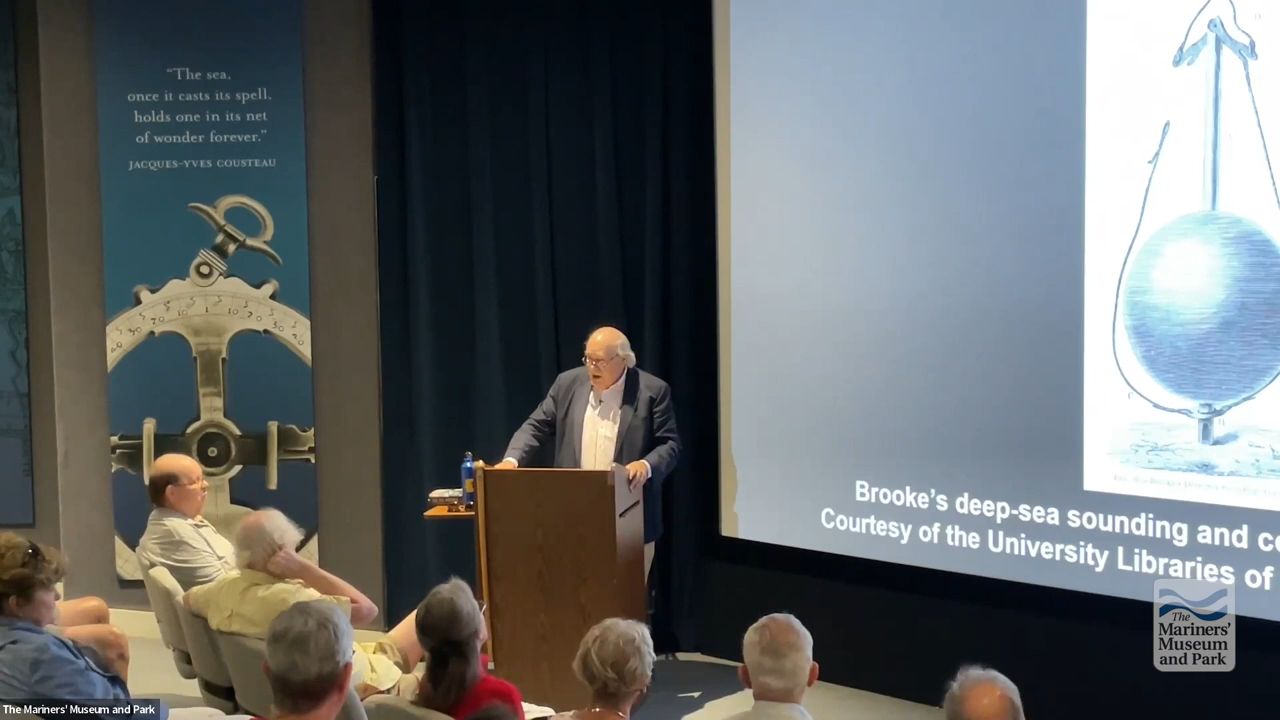 “The sea,
once it casts its spell,
holds one in its net
of wonder forever.”
JACQUES-YVES COUSTEAU
Brooke’s deep-sea sounding and
Courtesy of the University Libraries of
The
Mariners’
Museum
and Park
The Mariners' Museum and Park